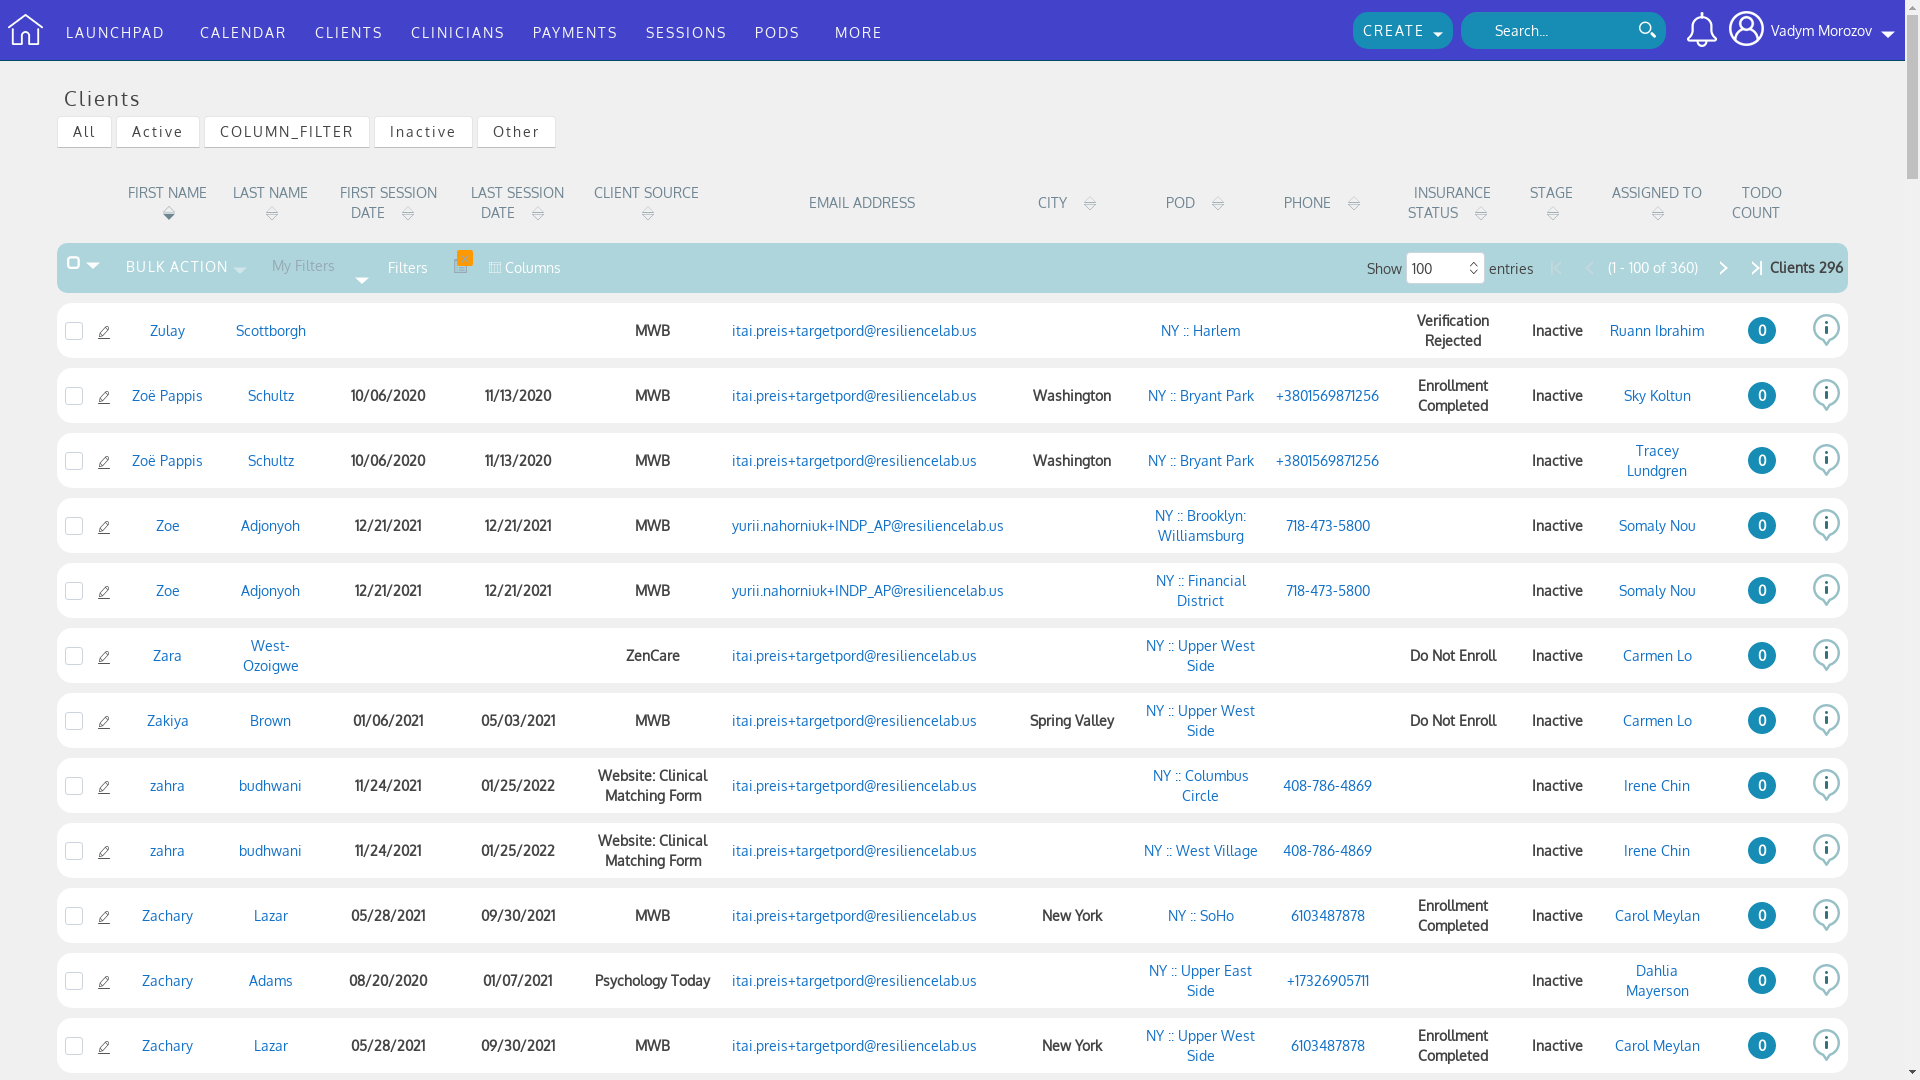 LAUNCHPAD CALENDAR CLIENTS CLINICIANS PAYMENTS SESSIONS PODS MORE CREATE Search... Vadym Morozov
Clients
All Active COLUMN_FILTER Inactive Other
FIRST NAME LAST NAME FIRST SESSION DATE LAST SESSION DATE CLIENT SOURCE EMAIL ADDRESS CITY POD PHONE INSURANCE STATUS STAGE ASSIGNED TO TODO COUNT
BULK ACTION My Filters Filters Columns Show 100 entries (1 - 100 of 360) Clients 296
Zulay Scottborgh MWB itai.preis+targetpord@resiliencelab.us NY :: Harlem Verification Rejected Inactive Ruann Ibrahim 0
Zoë Pappis Schultz 10/06/2020 11/13/2020 MWB itai.preis+targetpord@resiliencelab.us Washington NY :: Bryant Park +3801569871256 Enrollment Completed Inactive Sky Koltun 0
Zoë Pappis Schultz 10/06/2020 11/13/2020 MWB itai.preis+targetpord@resiliencelab.us Washington NY :: Bryant Park +3801569871256 Inactive Tracey Lundgren 0
Zoe Adjonyoh 12/21/2021 12/21/2021 MWB yurii.nahorniuk+INDP_AP@resiliencelab.us NY :: Brooklyn: Williamsburg 718-473-5800 Inactive Somaly Nou 0
Zoe Adjonyoh 12/21/2021 12/21/2021 MWB yurii.nahorniuk+INDP_AP@resiliencelab.us NY :: Financial District 718-473-5800 Inactive Somaly Nou 0
Zara West-Ozoigwe ZenCare itai.preis+targetpord@resiliencelab.us NY :: Upper West Side Do Not Enroll Inactive Carmen Lo 0
Zakiya Brown 01/06/2021 05/03/2021 MWB itai.preis+targetpord@resiliencelab.us Spring Valley NY :: Upper West Side Do Not Enroll Inactive Carmen Lo 0
zahra budhwani 11/24/2021 01/25/2022 Website: Clinical Matching Form itai.preis+targetpord@resiliencelab.us NY :: Columbus Circle 408-786-4869 Inactive Irene Chin 0
zahra budhwani 11/24/2021 01/25/2022 Website: Clinical Matching Form itai.preis+targetpord@resiliencelab.us NY :: West Village 408-786-4869 Inactive Irene Chin 0
Zachary Lazar 05/28/2021 09/30/2021 MWB itai.preis+targetpord@resiliencelab.us New York NY :: SoHo 6103487878 Enrollment Completed Inactive Carol Meylan 0
Zachary Adams 08/20/2020 01/07/2021 Psychology Today itai.preis+targetpord@resiliencelab.us NY :: Upper East Side +17326905711 Inactive Dahlia Mayerson 0
Zachary Lazar 05/28/2021 09/30/2021 MWB itai.preis+targetpord@resiliencelab.us New York NY :: Upper West Side 6103487878 Enrollment Completed Inactive Carol Meylan 0